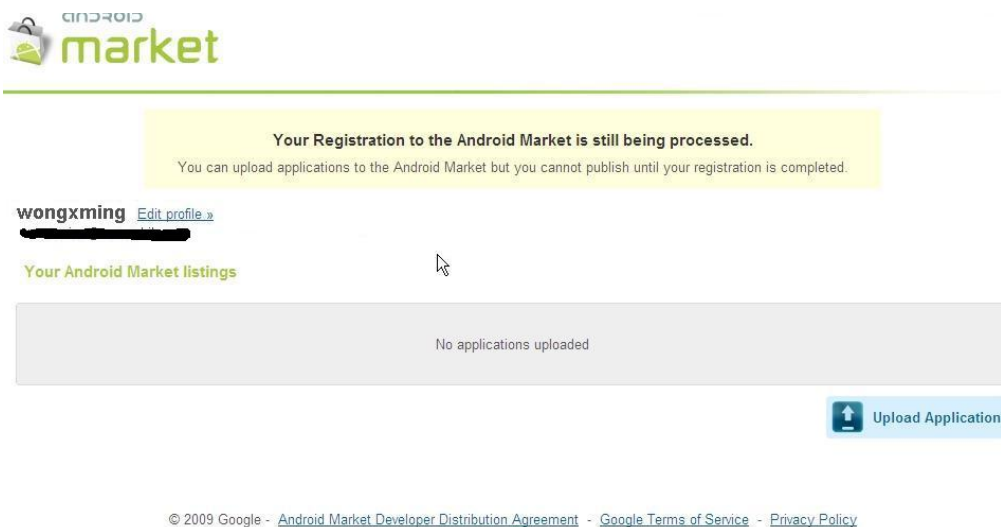 android
market
Your Registration to the Android Market is still being processed.
You can upload applications to the Android Market but you cannot publish until your registration is completed.
wongxming Edit profile »
Your Android Market listings
No applications uploaded
Upload Application
© 2009 Google - Android Market Developer Distribution Agreement - Google Terms of Service - Privacy Policy